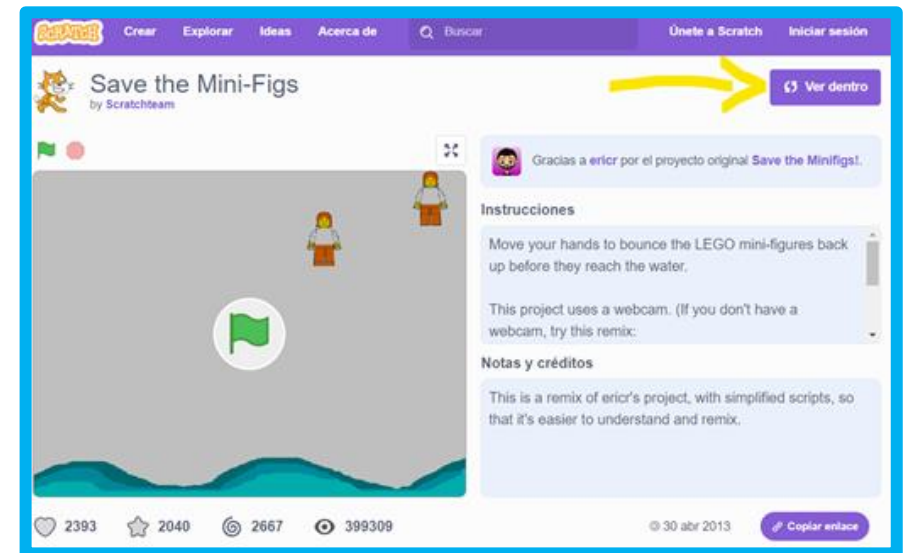 SCRATCH Crear Explorar Ideas Acerca de Buscar Únete a Scratch Iniciar sesión
Save the Mini-Figs
by Scratchteam
Ver dentro
Gracias a ericr por el proyecto original Save the Minifigs!.
Instrucciones
Move your hands to bounce the LEGO mini-figures back
up before they reach the water.
This project uses a webcam. (If you don't have a
webcam, try this remix:
Notas y créditos
This is a remix of ericr's project, with simplified scripts, so
that it's easier to understand and remix.
2393 2040 2667 399309
© 30 abr 2013 Copiar enlace